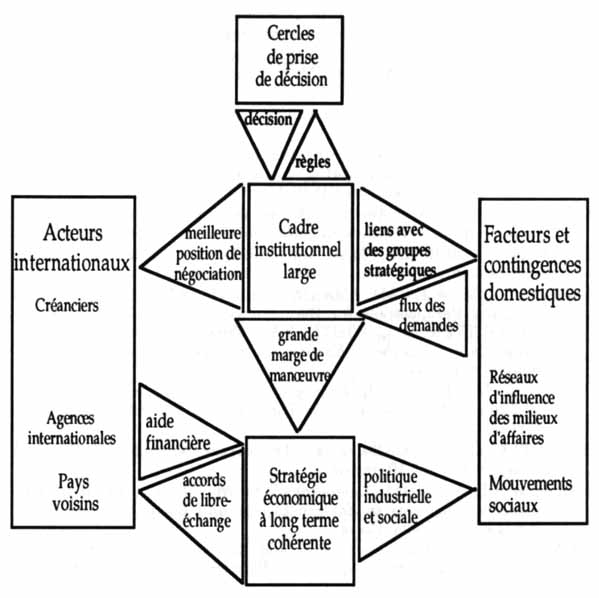 Cercles
de prise
de décision
décision
règles
Acteurs
internationaux
Créanciers
Agences
internationales
Pays
voisins
meilleure
position de
négociation
Cadre
institutionnel
large
liens avec
des groupes
stratégiques
flux des
demandes
Facteurs et
contingences
domestiques
Réseaux
d'influence
des milieux
d'affaires
Mouvements
sociaux
grande
marge de
manœuvre
aide
financière
accords
de libre-
échange
Stratégie
économique
à long terme
cohérente
politique
industrielle
et sociale